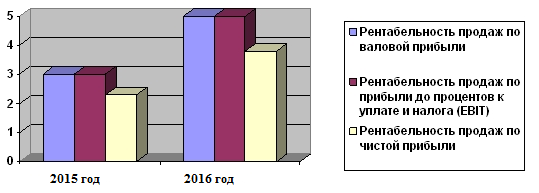 5
4
3
2
1
0
2015 год
2016 год
Рентабельность продаж по
валовой прибыли
Рентабельность продаж по
прибыли до процентов к
уплате и налога (EBIT)
Рентабельность продаж по
чистой прибыли